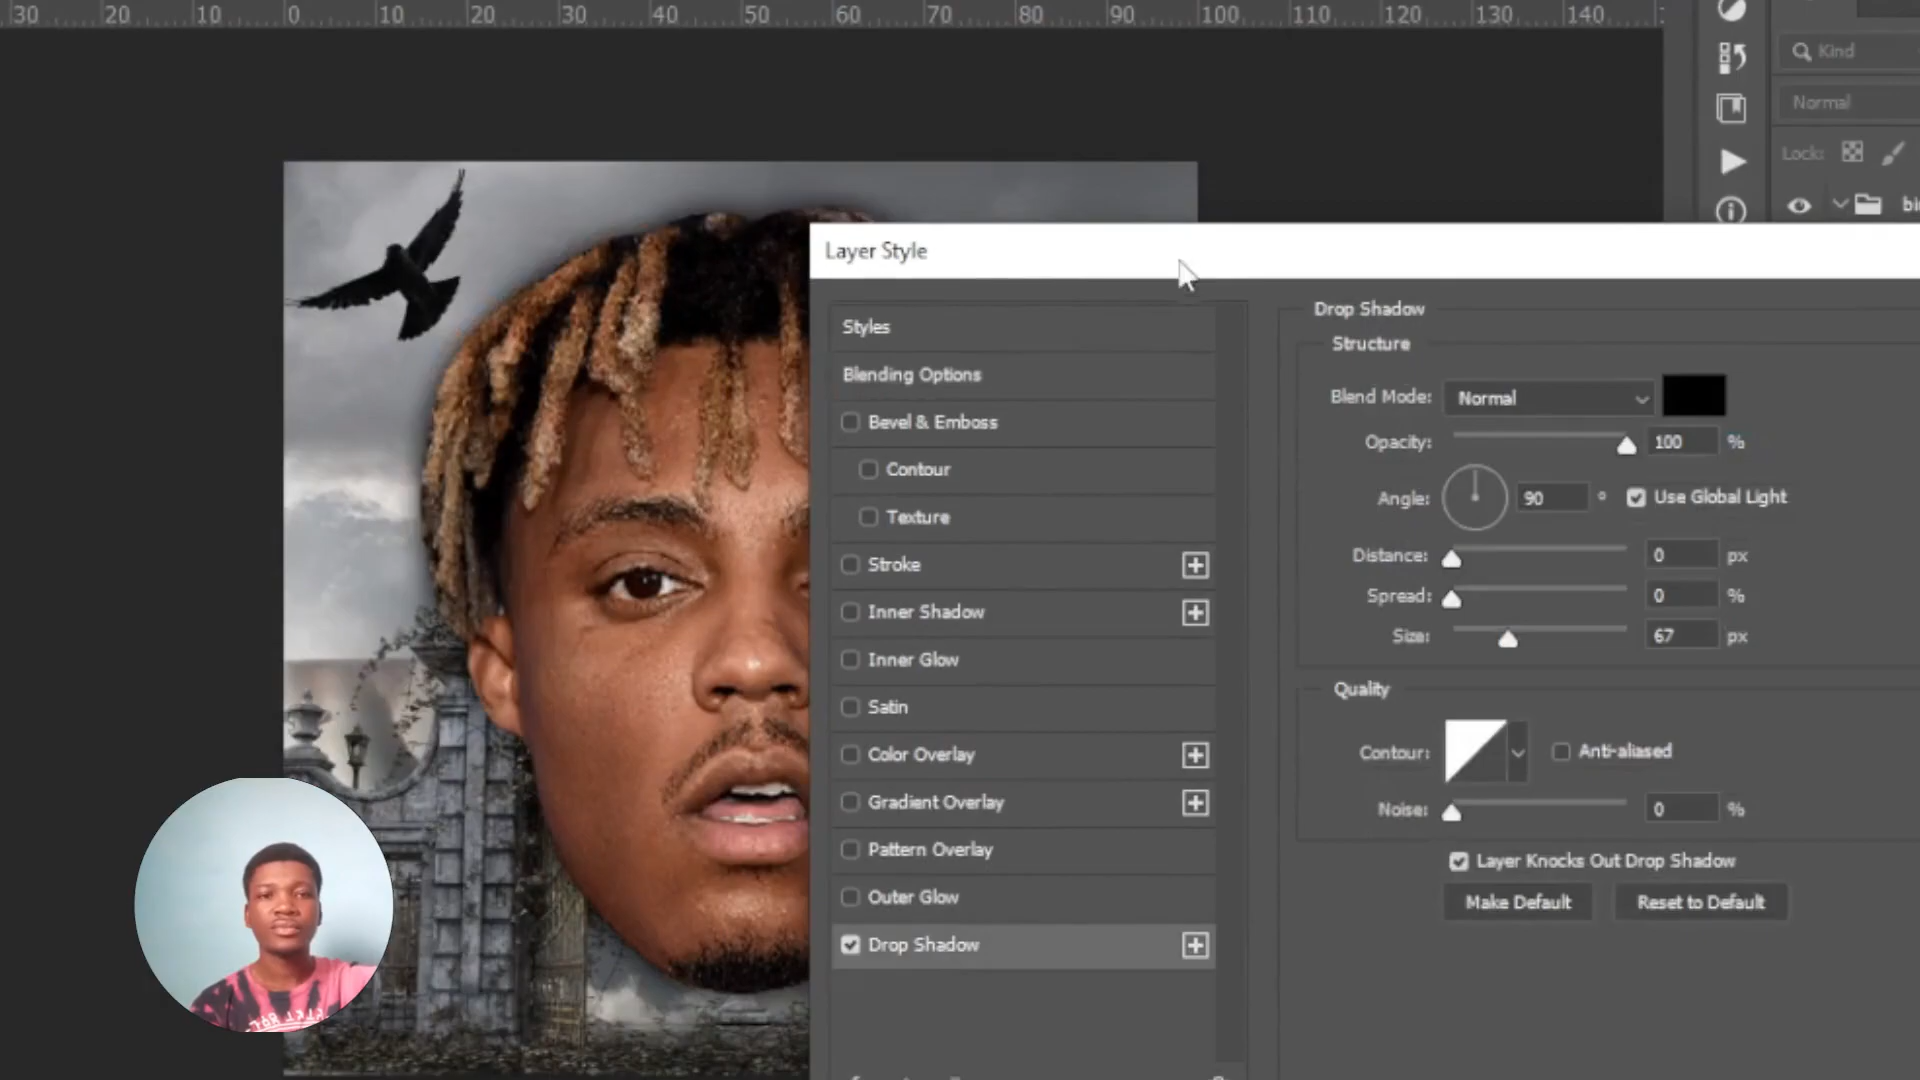 30 20 10 0 10 20 30 40 50 60 70 80 90 100 110 120 130 140
Kind
Normal
Lock:
Layer Style
Styles
Blending Options
Bevel & Emboss
Contour
Texture
Stroke
Inner Shadow
Inner Glow
Satin
Color Overlay
Gradient Overlay
Pattern Overlay
Outer Glow
Drop Shadow
Drop Shadow
Structure
Blend Mode: Normal
Opacity: 100 %
Angle: 90 ° Use Global Light
Distance: 0 px
Spread: 0 %
Size: 67 px
Quality
Contour: Anti-aliased
Noise: 0 %
Layer Knocks Out Drop Shadow
Make Default Reset to Default